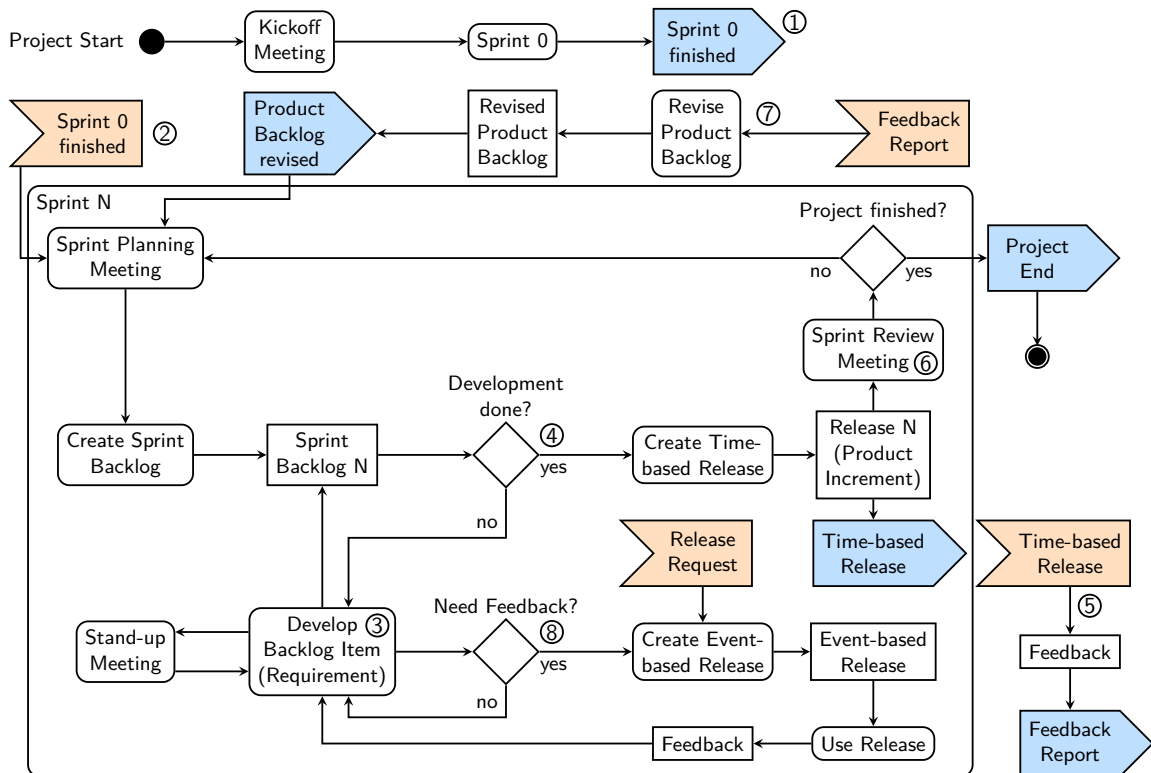 Project Start
Kickoff
Meeting
Sprint 0
Sprint 0
finished
①
Sprint 0
finished
②
Product
Backlog
revised
Revised
Product
Backlog
Revise
Product
Backlog
⑦
Feedback
Report
Sprint N
Sprint Planning
Meeting
Project finished?
no
yes
Project
End
Sprint Review
Meeting ⑥
Development
done?
④
yes
no
Create Sprint
Backlog
Sprint
Backlog N
Create Time-
based Release
Release N
(Product
Increment)
Release
Request
Time-based
Release
Time-based
Release
⑤
Stand-up
Meeting
Develop ③
Backlog Item
(Requirement)
Need Feedback?
⑧
yes
no
Create Event-
based Release
Event-based
Release
Feedback
Feedback
Use Release
Feedback
Report